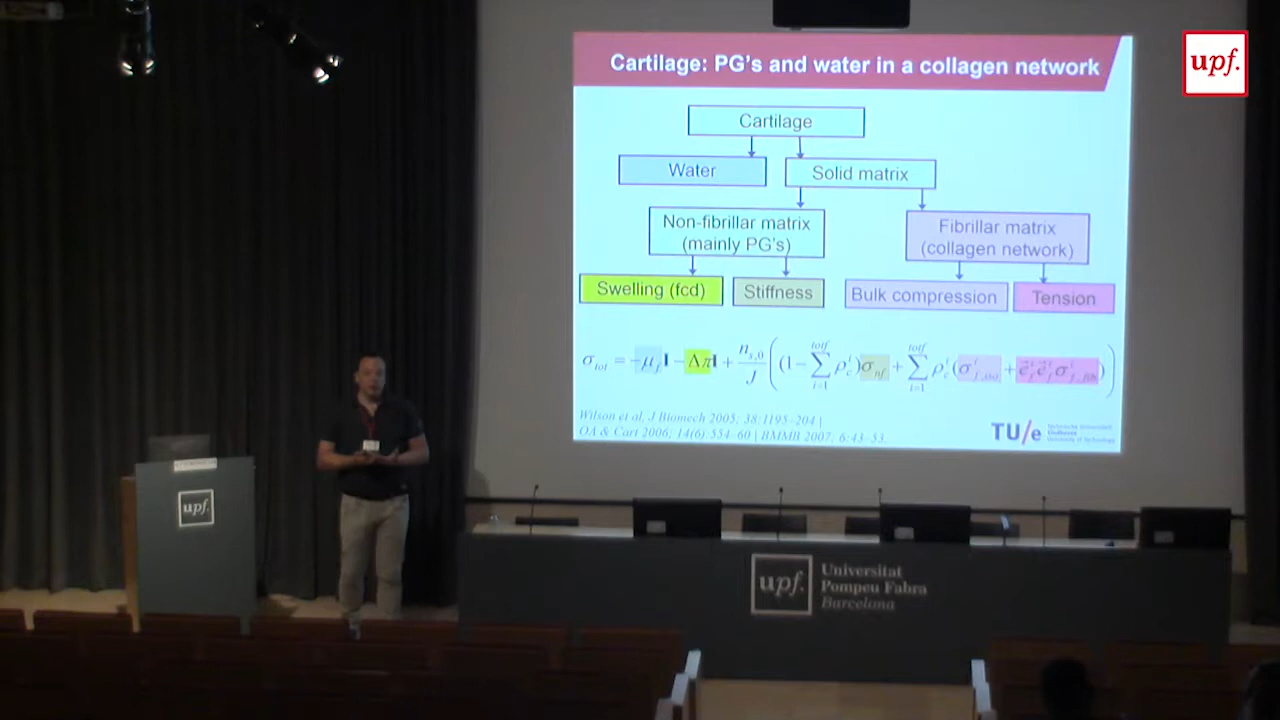 upf.
Cartilage: PG's and water in a collagen network
Cartilage
Water
Solid matrix
Non-fibrillar matrix
(mainly PG's)
Fibrillar matrix
(collagen network)
Swelling (fcd)
Stiffness
Bulk compression
Tension
Wilson et al, J Biomech 2005; 38:1195–204 |
OA & Cart 2006; 14(6):554–60 | BMMB 2007; 6:43–53.
TU/e
Technische Universiteit
Eindhoven
University of Technology
upf.
upf.
Universitat
Pompeu Fabra
Barcelona